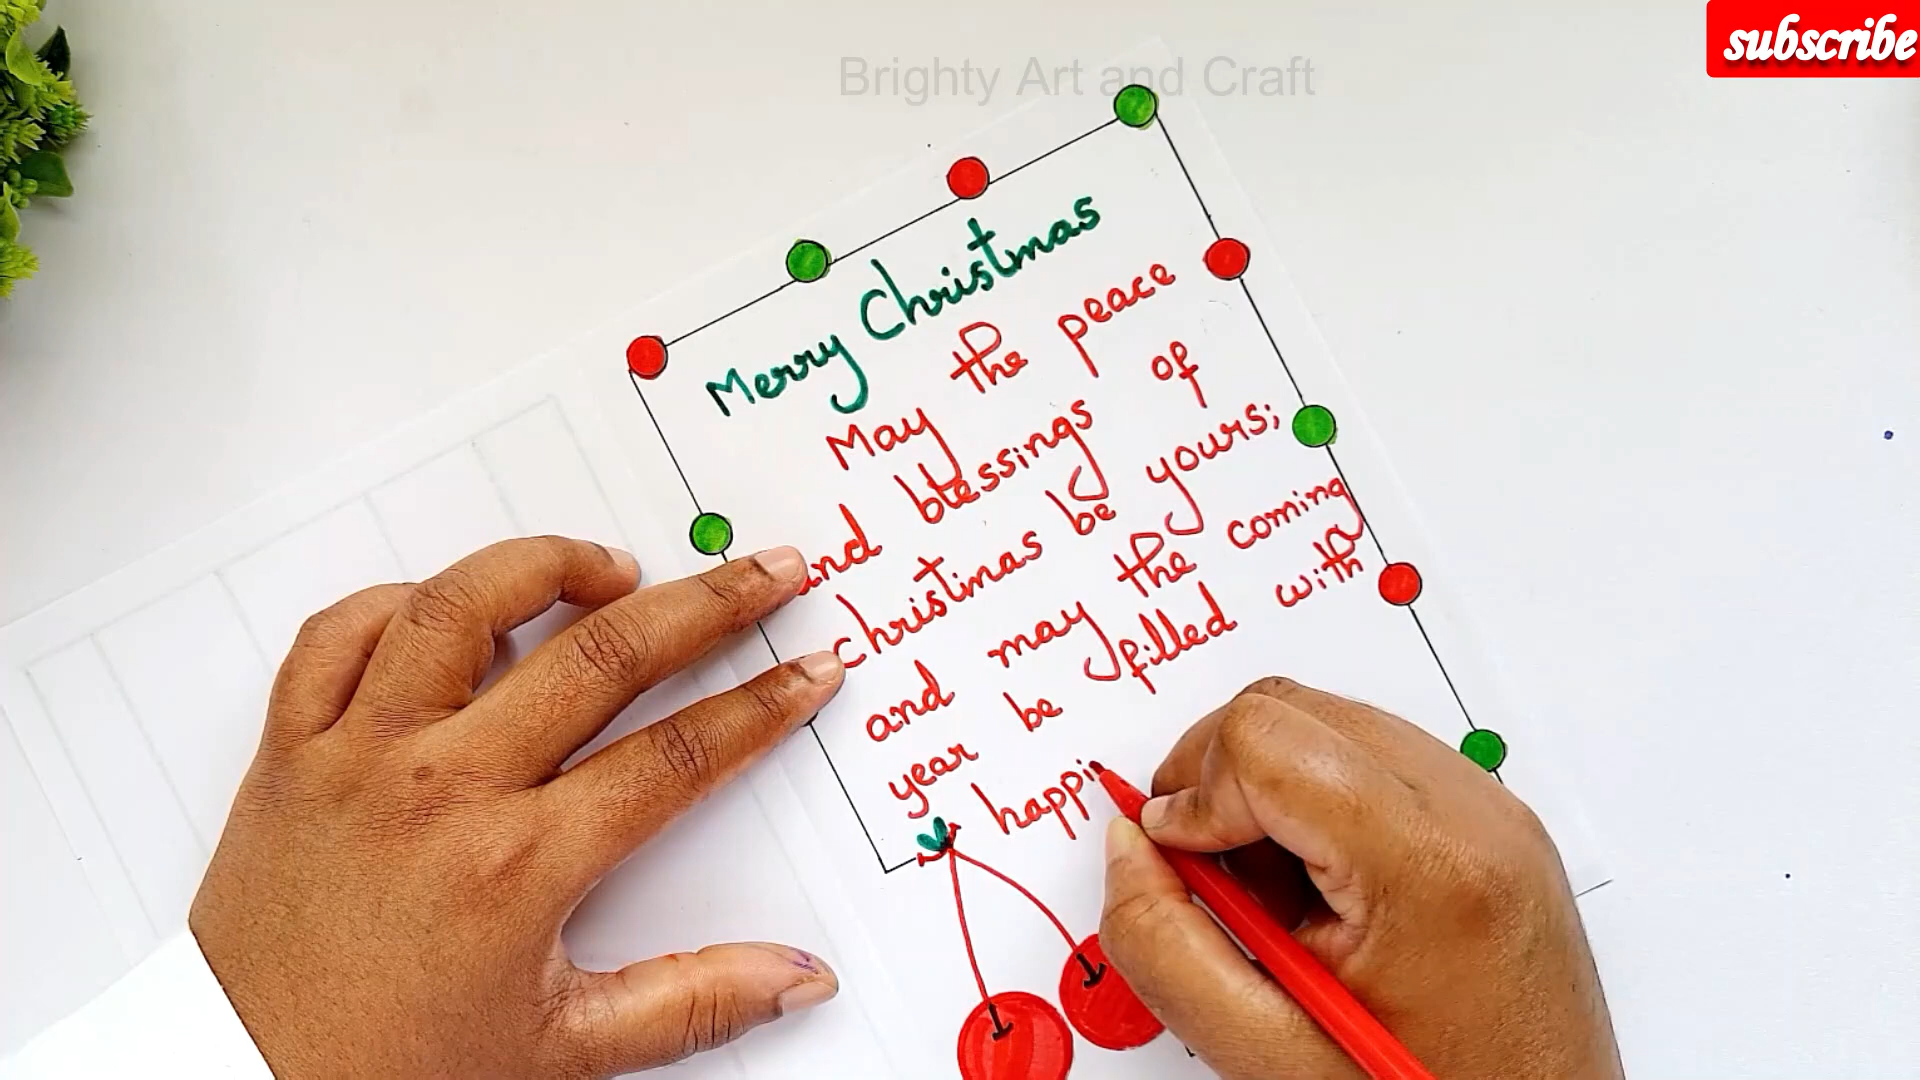 subscribe
Brighty Art and Craft
Merry Christmas
May the peace
and blessings of
christmas be yours;
and may the coming
year be filled with
happi